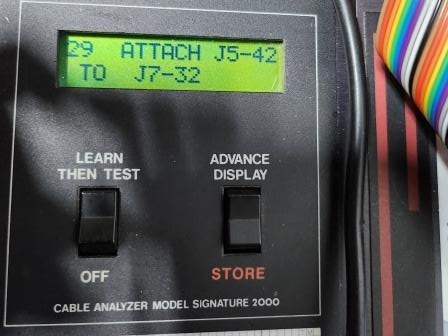 29 ATTACH J5-42
TO J7-32
LEARN
THEN TEST
ADVANCE
DISPLAY
OFF
STORE
CABLE ANALYZER MODEL SIGNATURE 2000